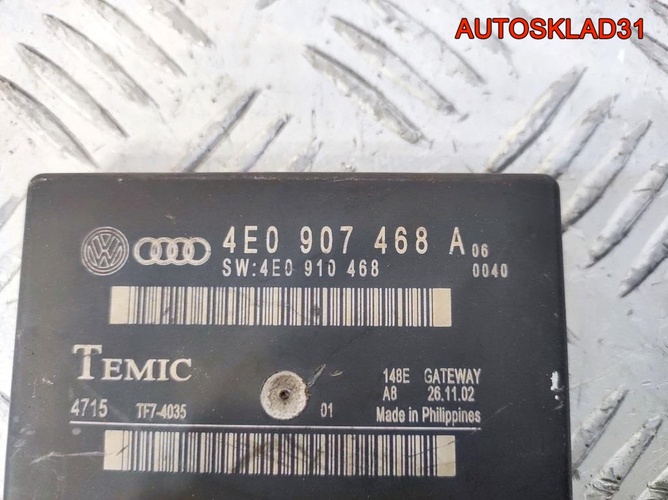 AUTOSKLAD31
4E0 907 468 A 06
SW:4E0 910 468 0040
TEMIC
148E GATEWAY
A8 26.11.02
4715 TF7-4035 01 Made in Philippines